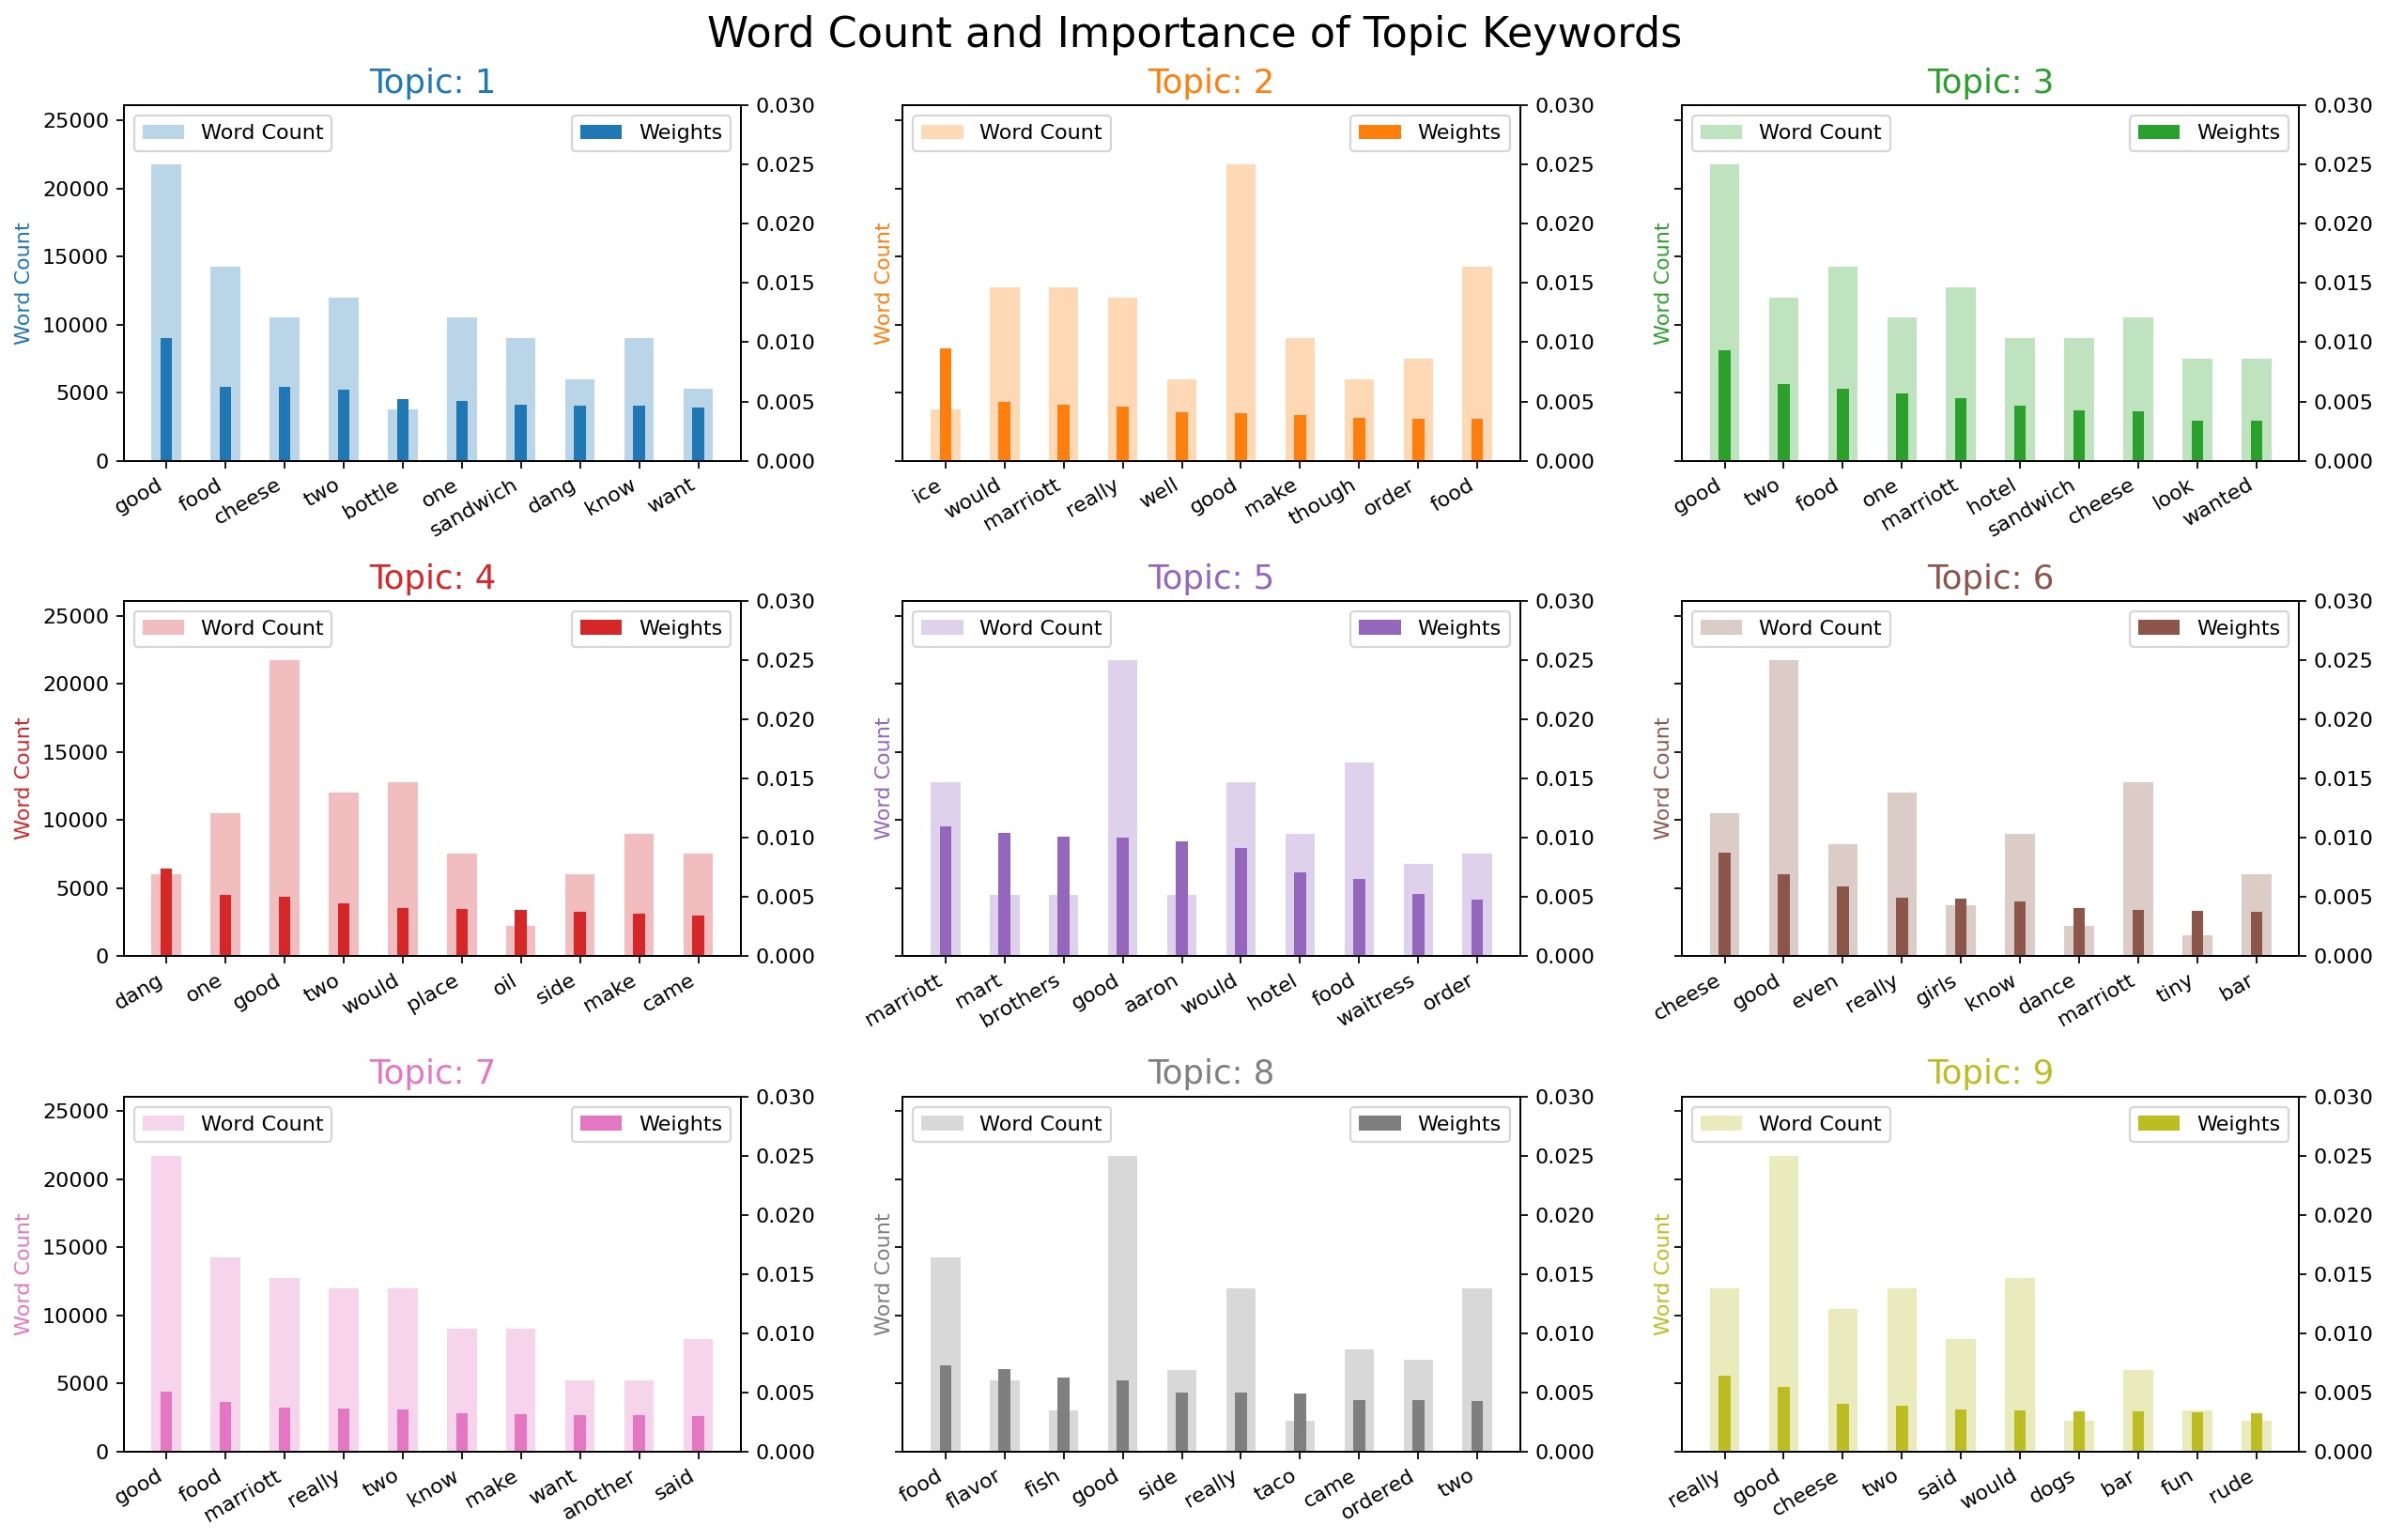 Word Count and Importance of Topic Keywords
Topic: 1
Word Count
Weights
Word Count
25000
20000
15000
10000
5000
0
0.030
0.025
0.020
0.015
0.010
0.005
0.000
good food cheese two bottle one sandwich dang know want
Topic: 2
Word Count
Weights
Word Count
0.030
0.025
0.020
0.015
0.010
0.005
0.000
ice would marriott really well good make though order food
Topic: 3
Word Count
Weights
Word Count
0.030
0.025
0.020
0.015
0.010
0.005
0.000
good two food one marriott hotel sandwich cheese look wanted
Topic: 4
Word Count
Weights
Word Count
25000
20000
15000
10000
5000
0
0.030
0.025
0.020
0.015
0.010
0.005
0.000
dang one good two would place oil side make came
Topic: 5
Word Count
Weights
Word Count
0.030
0.025
0.020
0.015
0.010
0.005
0.000
marriott mart brothers good aaron would hotel food waitress order
Topic: 6
Word Count
Weights
Word Count
0.030
0.025
0.020
0.015
0.010
0.005
0.000
cheese good even really girls know dance marriott tiny bar
Topic: 7
Word Count
Weights
Word Count
25000
20000
15000
10000
5000
0
0.030
0.025
0.020
0.015
0.010
0.005
0.000
good food marriott really two know make want another said
Topic: 8
Word Count
Weights
Word Count
0.030
0.025
0.020
0.015
0.010
0.005
0.000
food flavor fish good side really taco came ordered two
Topic: 9
Word Count
Weights
Word Count
0.030
0.025
0.020
0.015
0.010
0.005
0.000
really good cheese two said would dogs bar fun rude